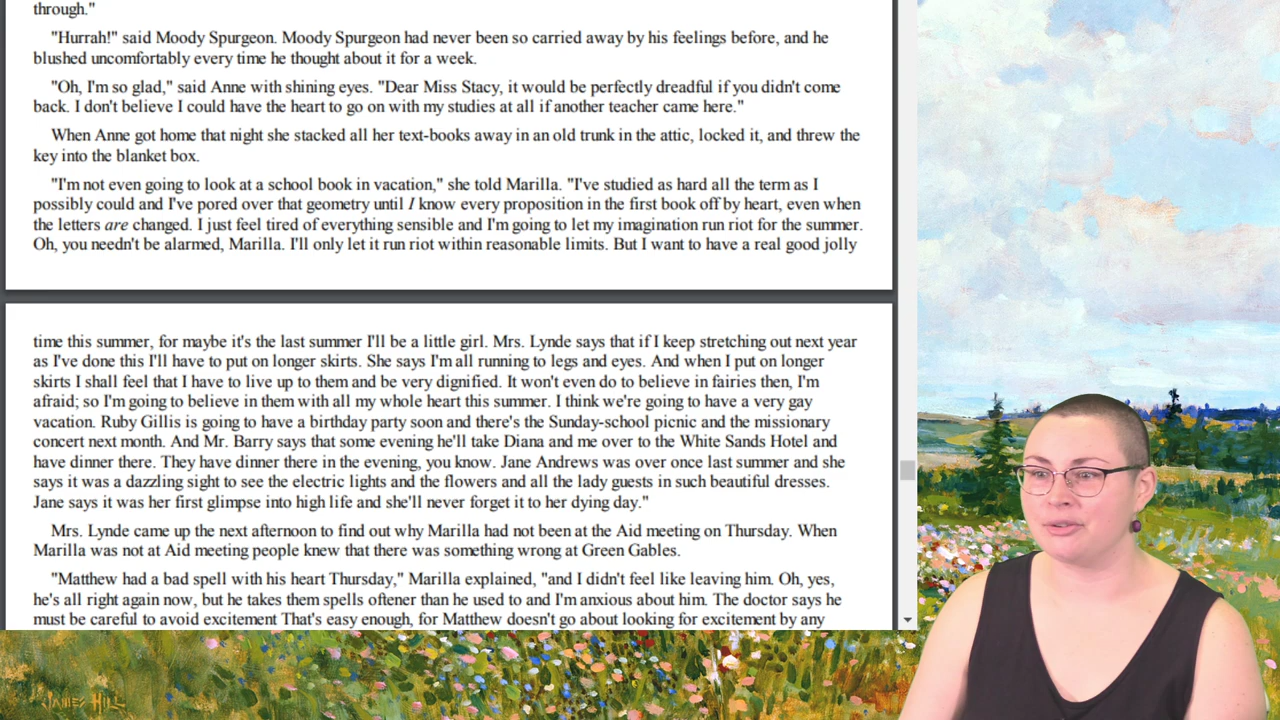 through."
"Hurrah!" said Moody Spurgeon. Moody Spurgeon had never been so carried away by his feelings before, and he
blushed uncomfortably every time he thought about it for a week.
"Oh, I'm so glad," said Anne with shining eyes. "Dear Miss Stacy, it would be perfectly dreadful if you didn't come
back. I don't believe I could have the heart to go on with my studies at all if another teacher came here."
When Anne got home that night she stacked all her text-books away in an old trunk in the attic, locked it, and threw the
key into the blanket box.
"I'm not even going to look at a school book in vacation," she told Marilla. "I've studied as hard all the term as I
possibly could and I've pored over that geometry until I know every proposition in the first book off by heart, even when
the letters are changed. I just feel tired of everything sensible and I'm going to let my imagination run riot for the summer.
Oh, you needn't be alarmed, Marilla. I'll only let it run riot within reasonable limits. But I want to have a real good jolly
time this summer, for maybe it's the last summer I'll be a little girl. Mrs. Lynde says that if I keep stretching out next year
as I've done this I'll have to put on longer skirts. She says I'm all running to legs and eyes. And when I put on longer
skirts I shall feel that I have to live up to them and be very dignified. It won't even do to believe in fairies then, I'm
afraid; so I'm going to believe in them with all my whole heart this summer. I think we're going to have a very gay
vacation. Ruby Gillis is going to have a birthday party soon and there's the Sunday-school picnic and the missionary
concert next month. And Mr. Barry says that some evening he'll take Diana and me over to the White Sands Hotel and
have dinner there. They have dinner there in the evening, you know. Jane Andrews was over once last summer and she
says it was a dazzling sight to see the electric lights and the flowers and all the lady guests in such beautiful dresses.
Jane says it was her first glimpse into high life and she'll never forget it to her dying day."
Mrs. Lynde came up the next afternoon to find out why Marilla had not been at the Aid meeting on Thursday. When
Marilla was not at Aid meeting people knew that there was something wrong at Green Gables.
"Matthew had a bad spell with his heart Thursday," Marilla explained, "and I didn't feel like leaving him. Oh, yes,
he's all right again now, but he takes them spells oftener than he used to and I'm anxious about him. The doctor says he
must be careful to avoid excitement That's easy enough, for Matthew doesn't go about looking for excitement by any
JAMES HILL